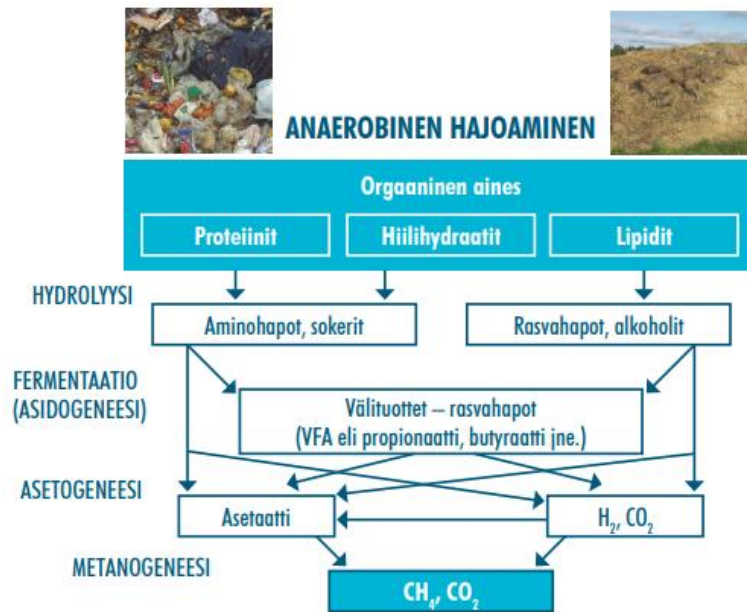 ANAEROBINEN HAJOAMINEN
Orgaaninen aines
Proteiinit
Hiilihydraatit
Lipidit
HYDROLYYSI
Aminohapot, sokerit
Rasvahapot, alkoholit
FERMENTAATIO
(ASIDOGENEESI)
Välituottet – rasvahapot
(VFA eli propionaatti, butyraatti jne.)
ASETOGENEESI
Asetaatti
H₂, CO₂
METANOGENEESI
CH₄, CO₂